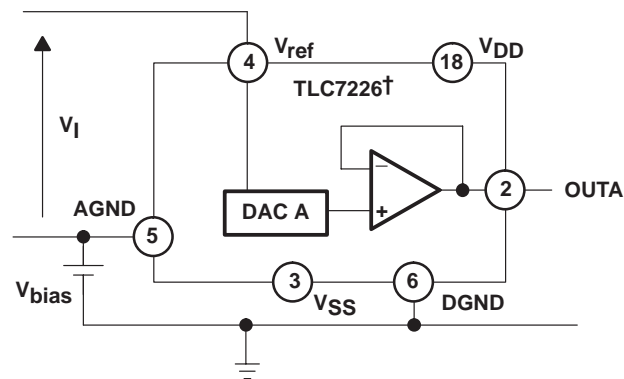 Vref
VDD
4
18
TLC7226†
VI
−
+
DAC A
2
OUTA
AGND
5
3
6
Vbias
VSS
DGND